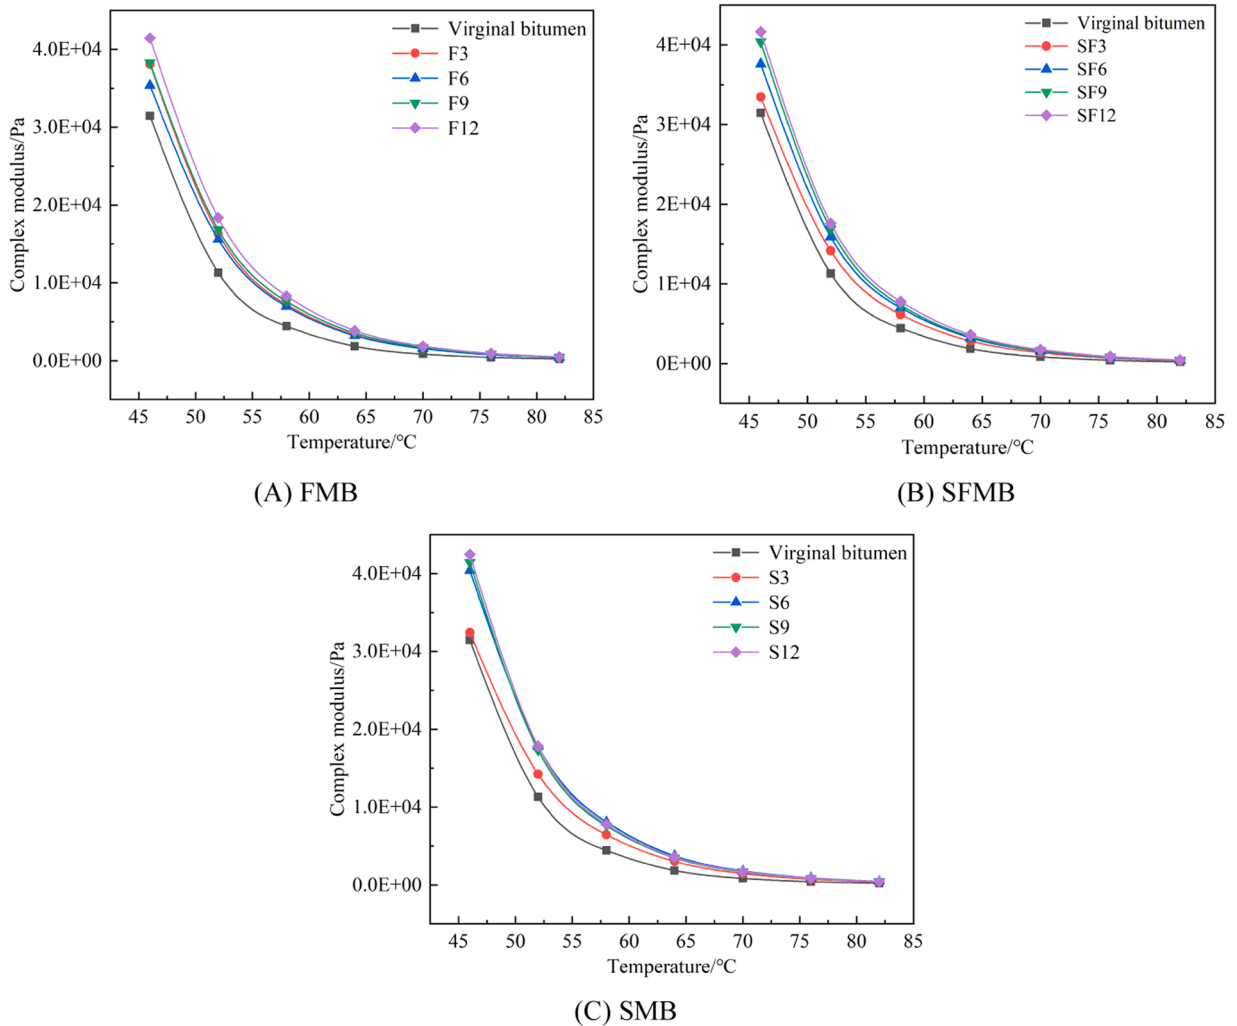 Complex modulus/Pa
4.0E+04
3.0E+04
2.0E+04
1.0E+04
0.0E+00
Virginal bitumen
F3
F6
F9
F12
45 50 55 60 65 70 75 80 85
Temperature/°C
(A) FMB
Complex modulus/Pa
4E+04
3E+04
2E+04
1E+04
0E+00
Virginal bitumen
SF3
SF6
SF9
SF12
45 50 55 60 65 70 75 80 85
Temperature/°C
(B) SFMB
Complex modulus/Pa
4.0E+04
3.0E+04
2.0E+04
1.0E+04
0.0E+00
Virginal bitumen
S3
S6
S9
S12
45 50 55 60 65 70 75 80 85
Temperature/°C
(C) SMB